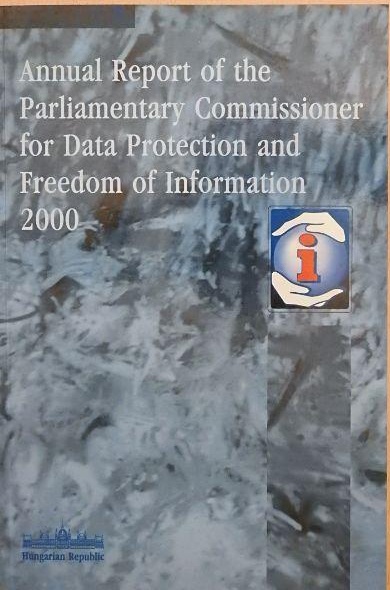 Annual Report of the
Parliamentary Commissioner
for Data Protection and
Freedom of Information
2000
i
Hungarian Republic